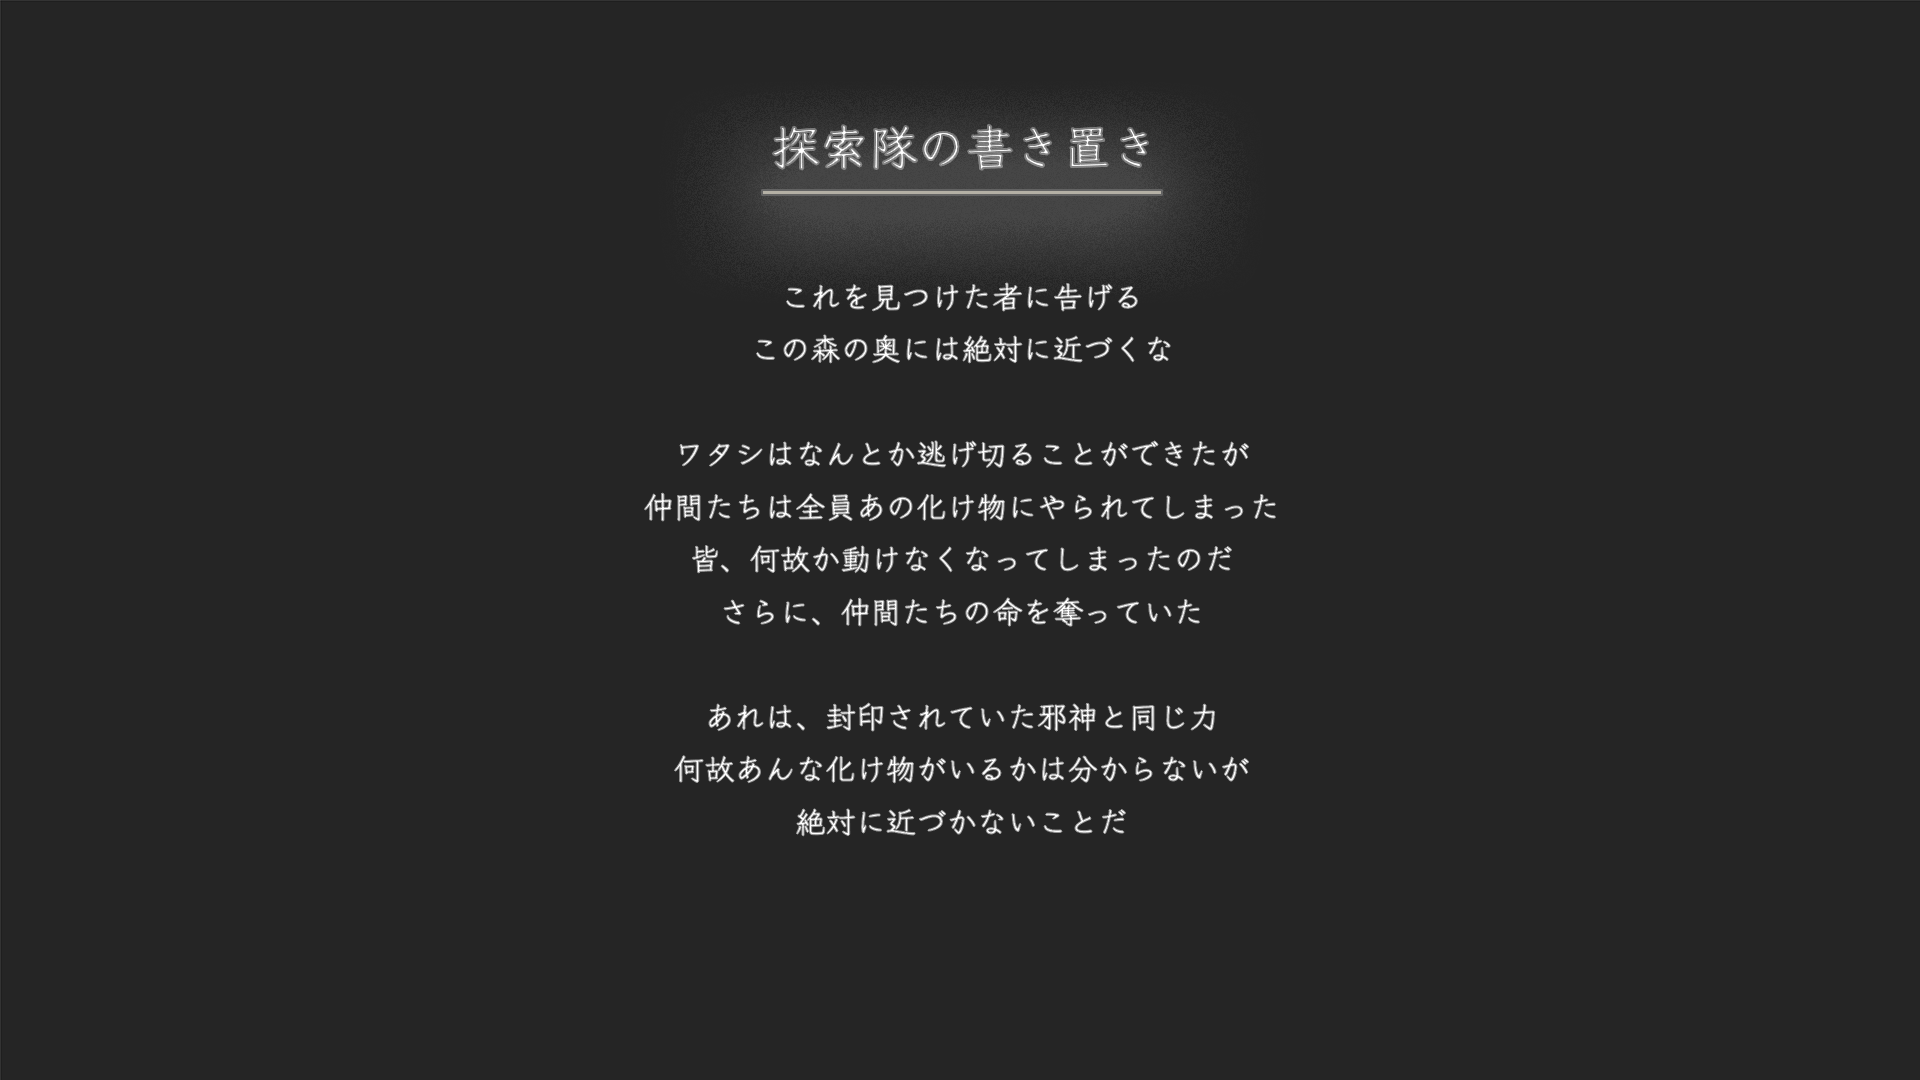 探索隊の書き置き
これを見つけた者に告げる
この森の奥には絶対に近づくな
ワタシはなんとか逃げ切ることができたが
仲間たちは全員あの化け物にやられてしまった
皆、何故か動けなくなってしまったのだ
さらに、仲間たちの命を奪っていた
あれは、封印されていた邪神と同じ力
何故あんな化け物がいるかは分からないが
絶対に近づかないことだ